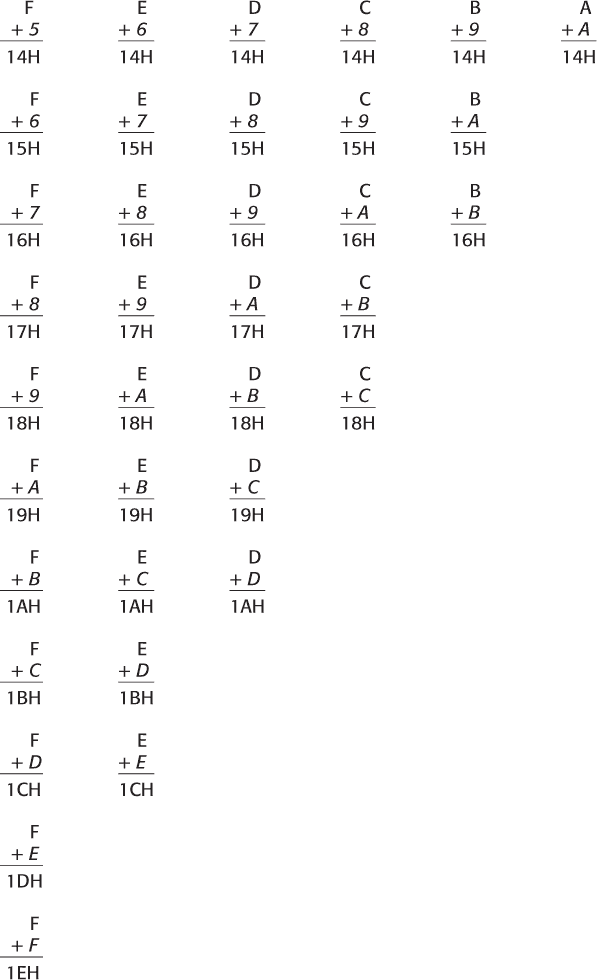 F E D C B A
+ 5 + 6 + 7 + 8 + 9 + A
14H 14H 14H 14H 14H 14H
F E D C B
+ 6 + 7 + 8 + 9 + A
15H 15H 15H 15H 15H
F E D C B
+ 7 + 8 + 9 + A + B
16H 16H 16H 16H 16H
F E D C
+ 8 + 9 + A + B
17H 17H 17H 17H
F E D C
+ 9 + A + B + C
18H 18H 18H 18H
F E D
+ A + B + C
19H 19H 19H
F E D
+ B + C + D
1AH 1AH 1AH
F E
+ C + D
1BH 1BH
F E
+ D + E
1CH 1CH
F
+ E
1DH
F
+ F
1EH